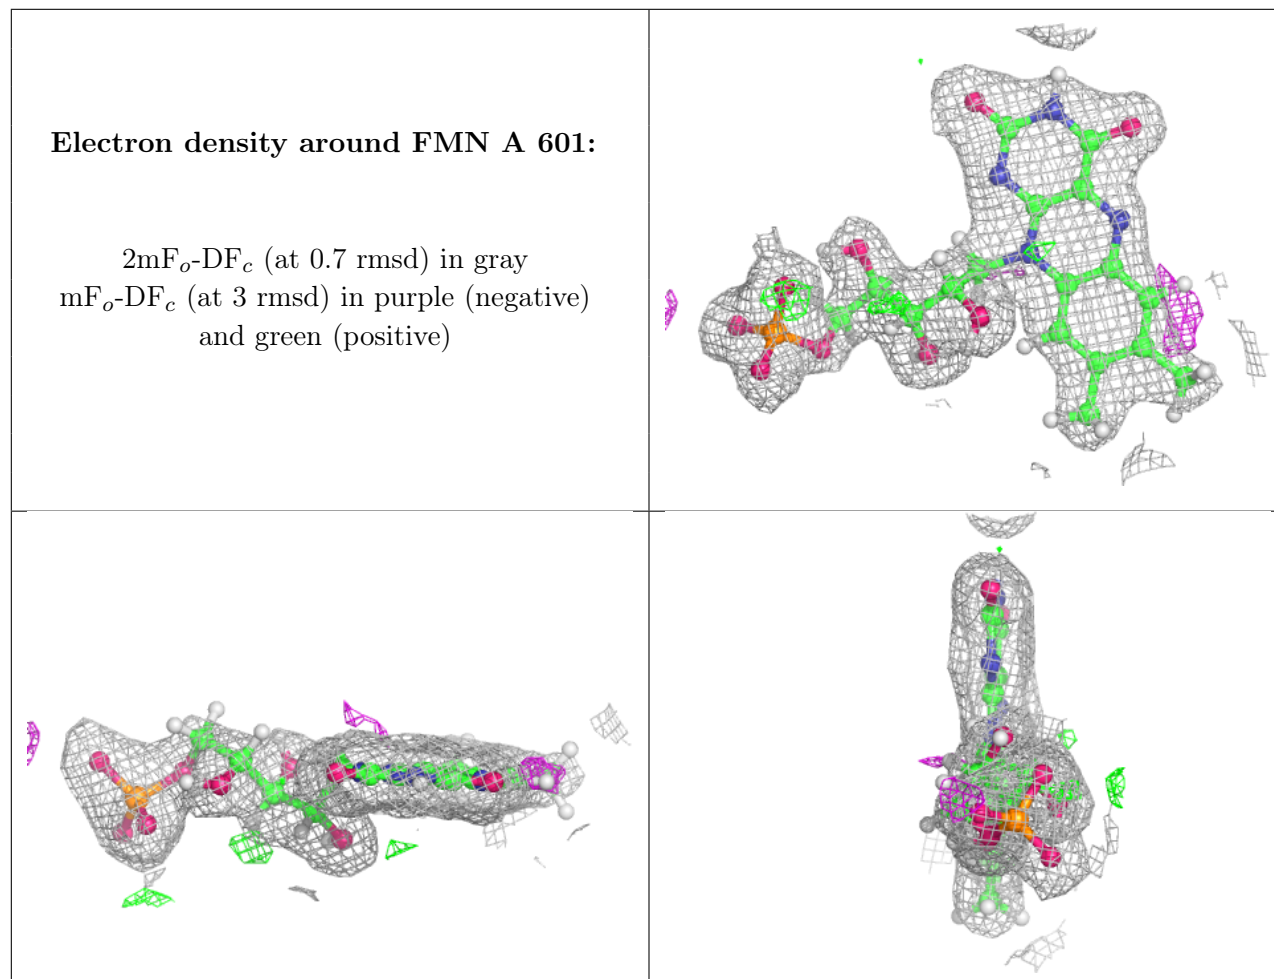 Electron density around FMN A 601:
2mFo-DFc (at 0.7 rmsd) in gray
mFo-DFc (at 3 rmsd) in purple (negative)
and green (positive)